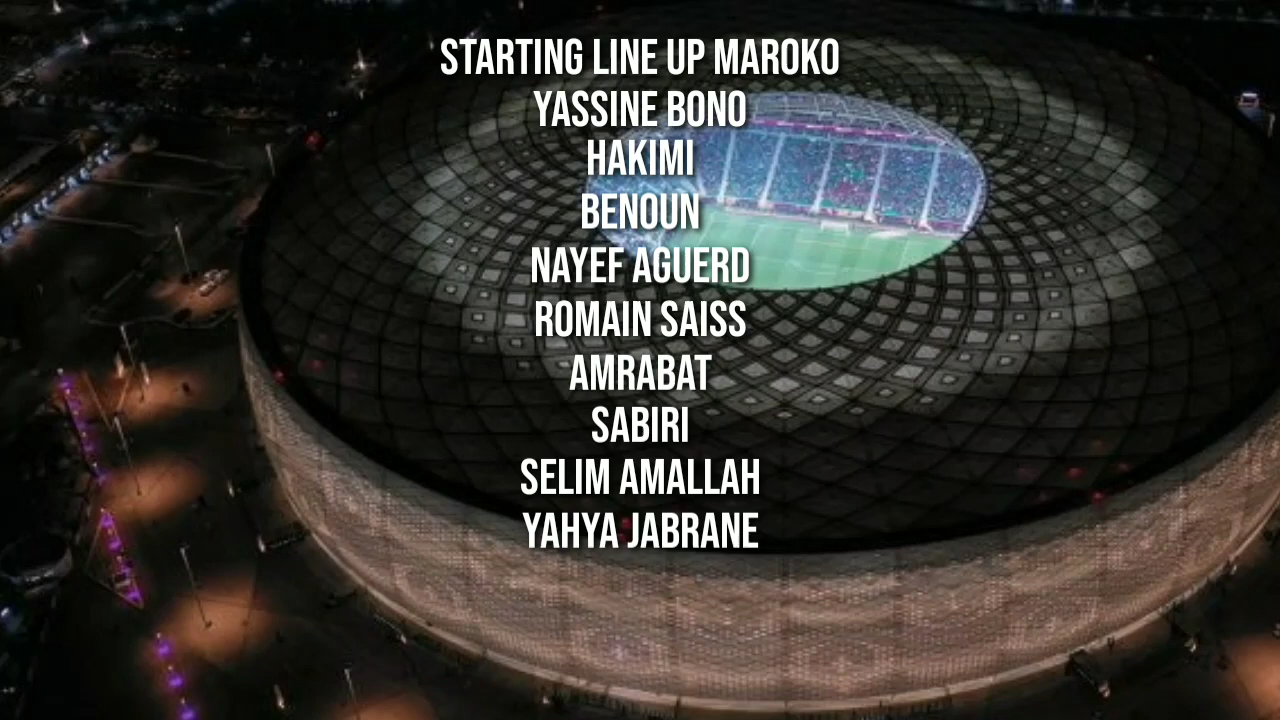 STARTING LINE UP MAROKO
YASSINE BONO
HAKIMI
BENOUN
NAYEF AGUERD
ROMAIN SAISS
AMRABAT
SABIRI
SELIM AMALLAH
YAHYA JABRANE